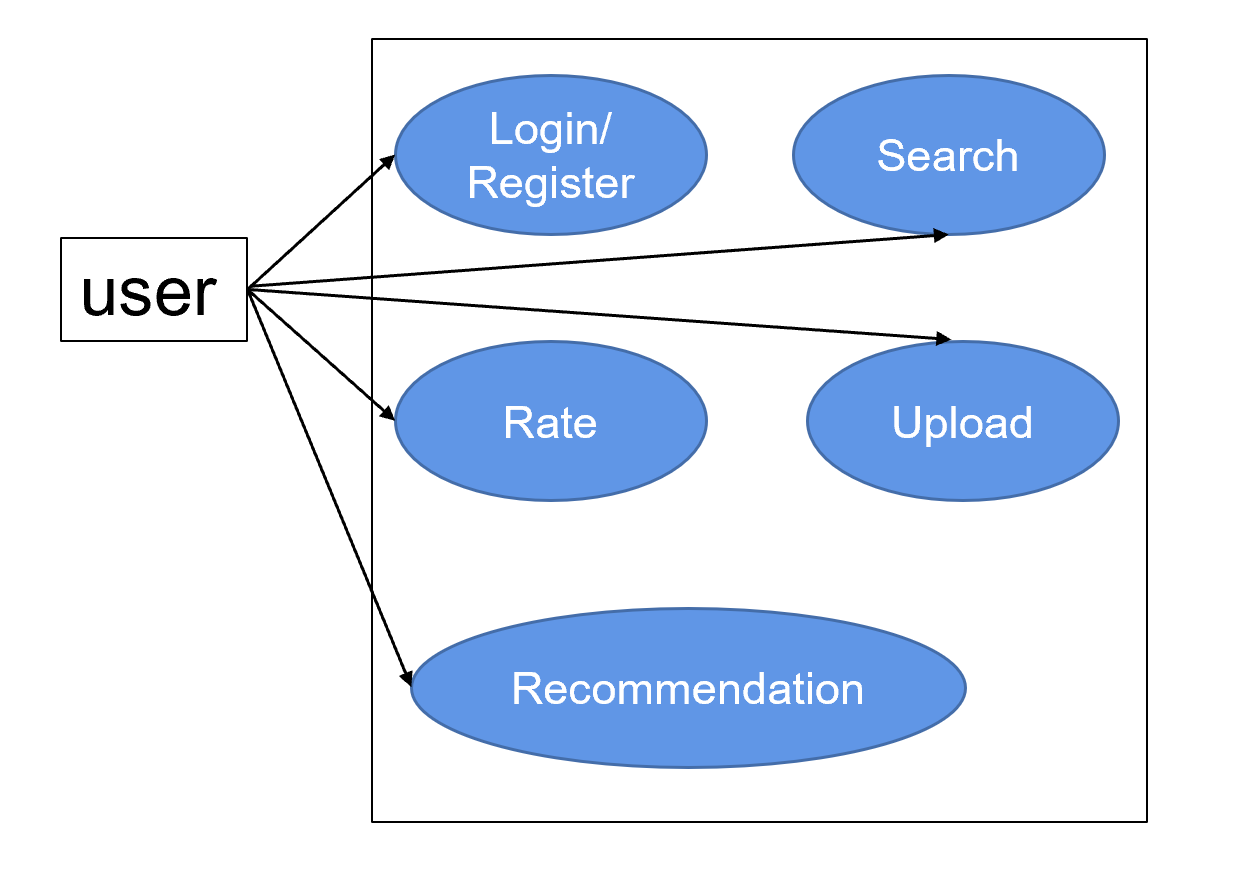 Login/
Register
Search
user
Rate
Upload
Recommendation